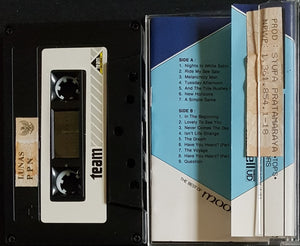 team
LUNAS
PPN
SIDE A
1. Nights In White Satin
2. Ride My See Saw
3. Melancholy Man
4. Tuesday Afternoon
5. And The Tide Rushes
6. New Horizons
7. A Simple Game
SIDE B
1. In The Beginning
2. Lovely To See You
3. Never Comes The Day
4. Isn't Life Strange
5. The Dream
6. Have You Heard? (Part
7. The Voyage
8. Have You Heard? (Part
9. Question
THE BEST OF MOO
PROD : STUPA PRATAMARAYA